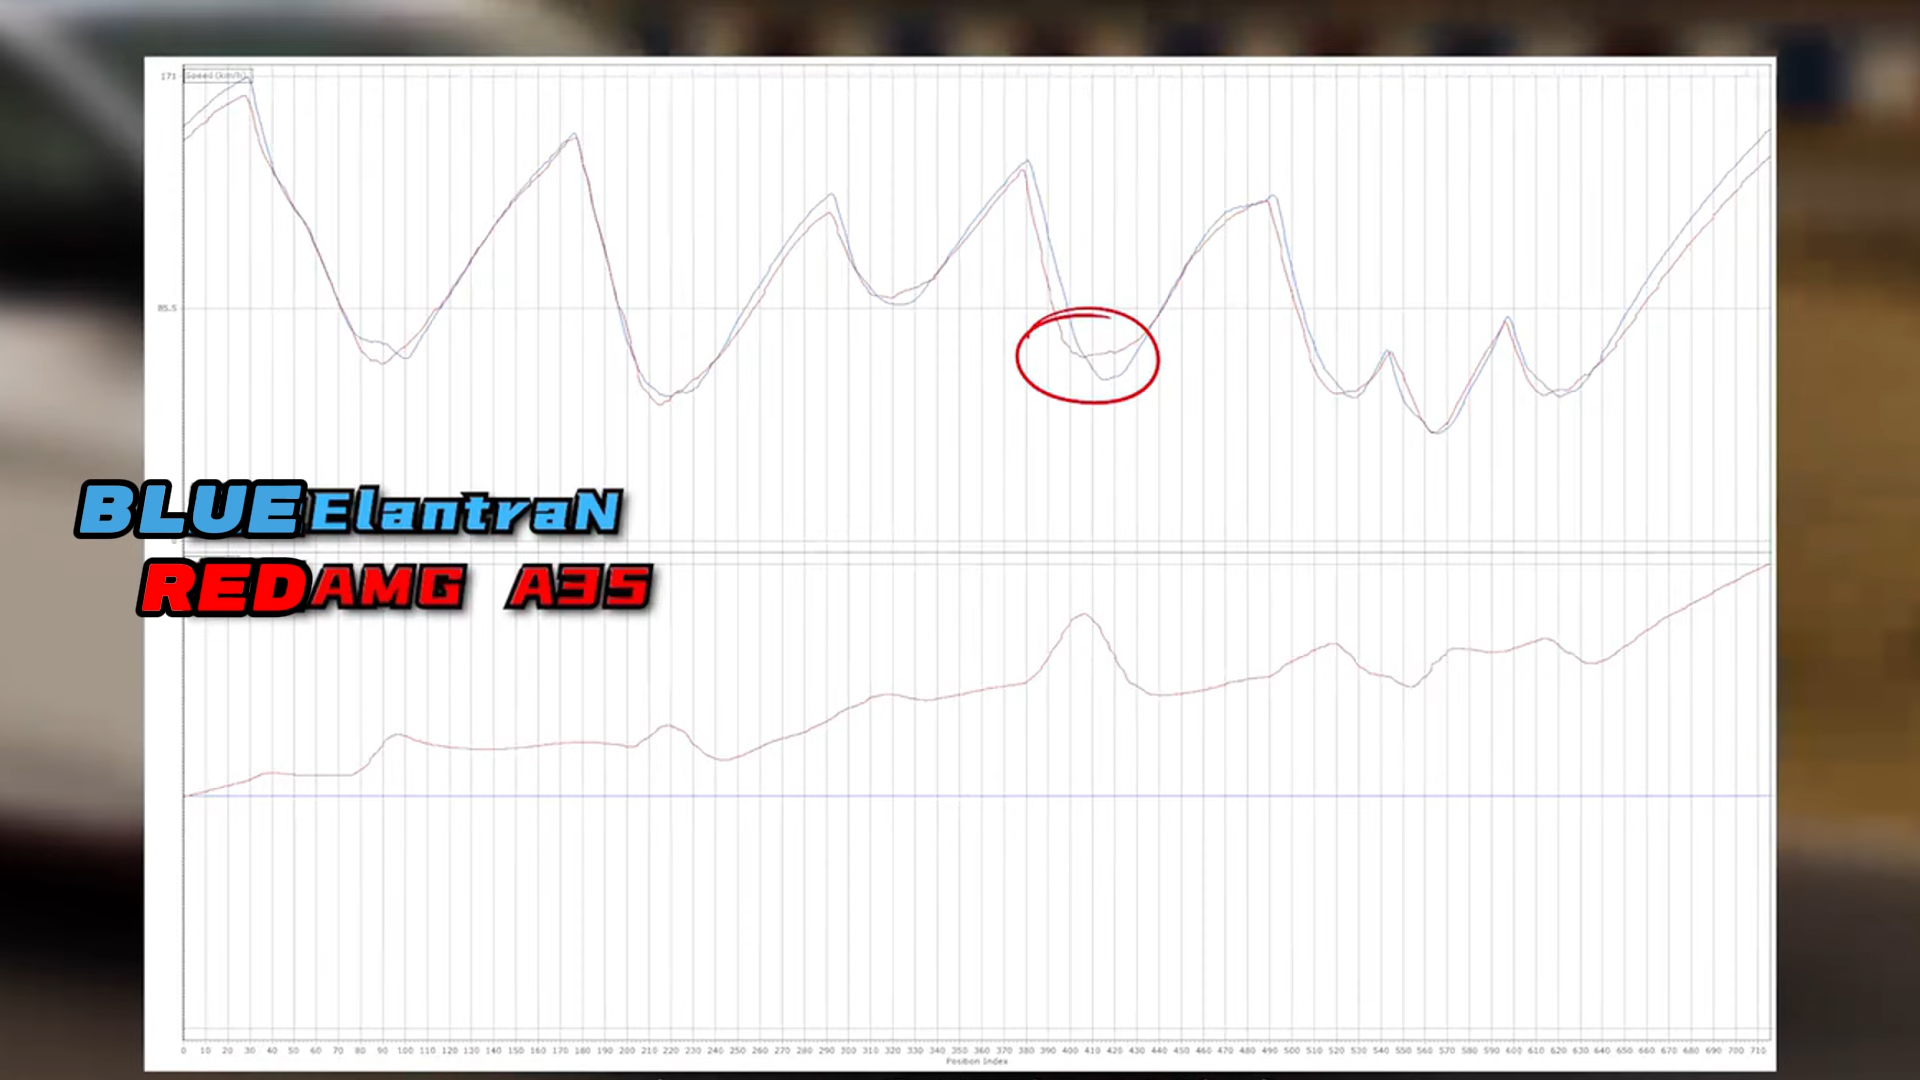 171
Speed (km/h)
85.5
0
BLUE ElantraN
RED AMG A35
0 10 20 30 40 50 60 70 80 90 100 110 120 130 140 150 160 170 180 190 200 210 220 230 240 250 260 270 280 290 300 310 320 330 340 350 360 370 380 390 400 410 420 430 440 450 460 470 480 490 500 510 520 530 540 550 560 570 580 590 600 610 620 630 640 650 660 670 680 690 700 710
Position Index